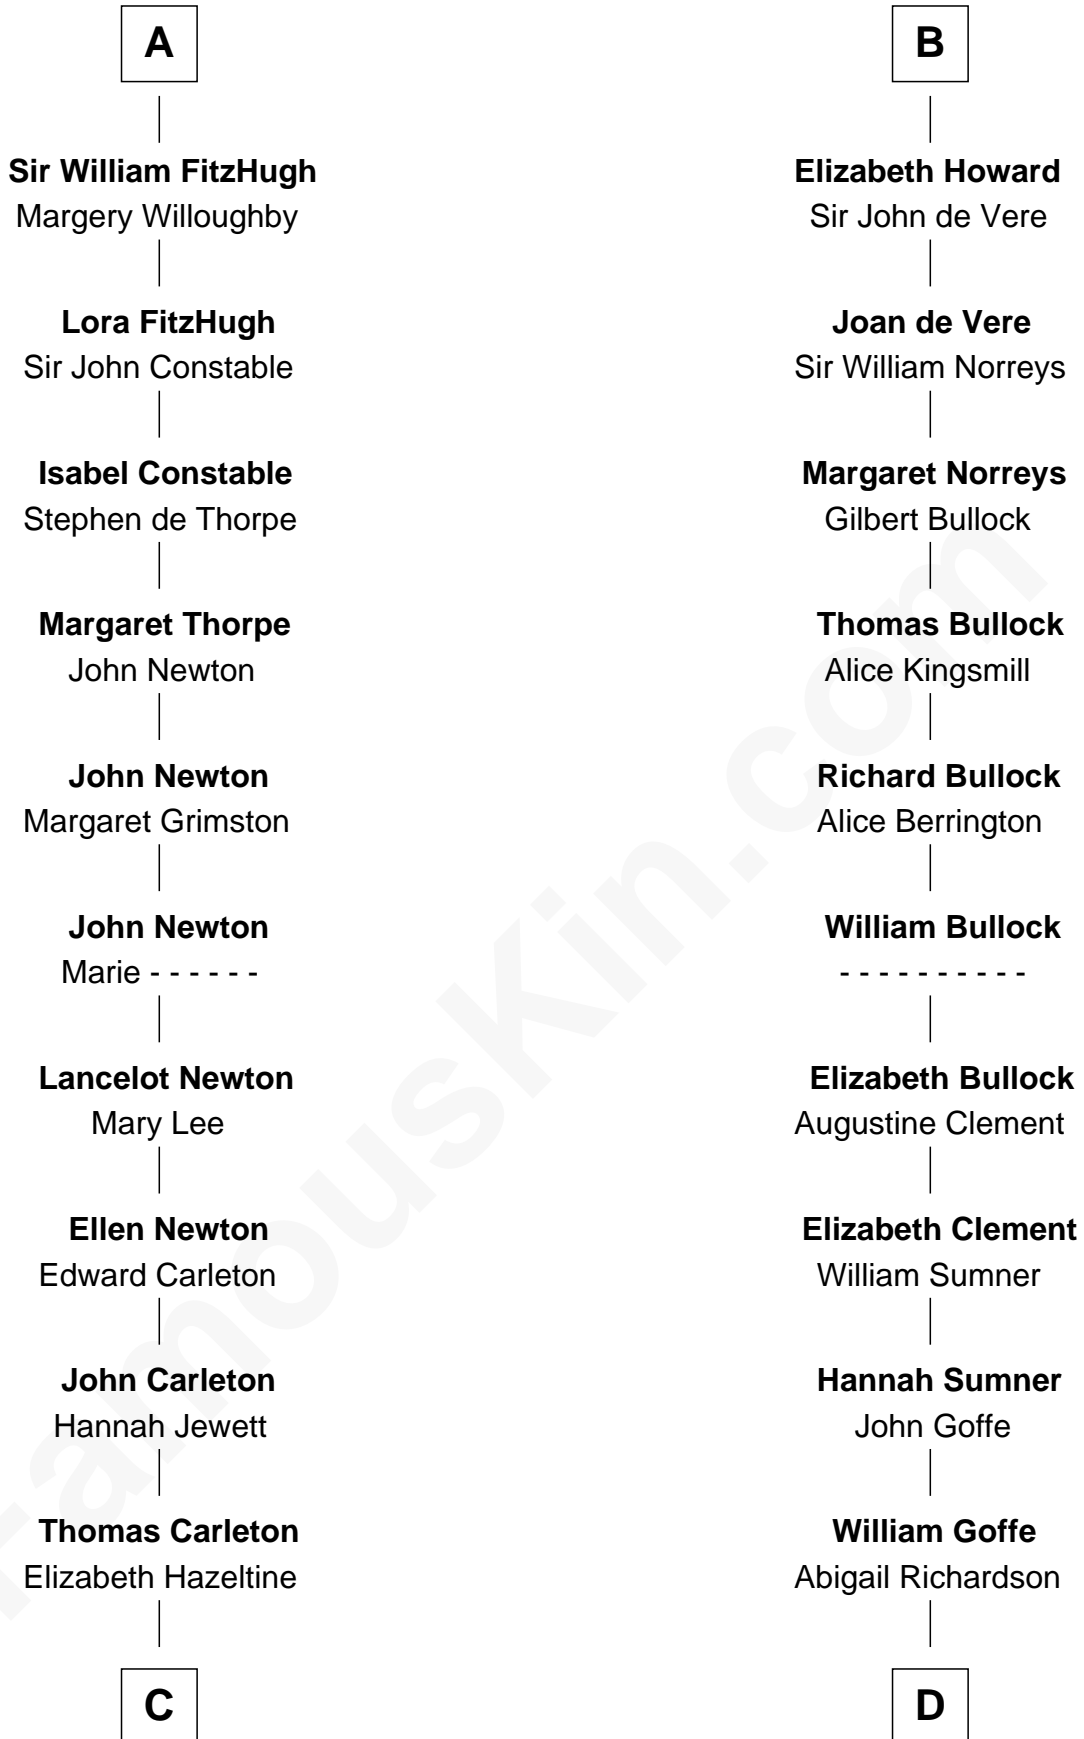 A
Sir William FitzHugh
Margery Willoughby
Lora FitzHugh
Sir John Constable
Isabel Constable
Stephen de Thorpe
Margaret Thorpe
John Newton
John Newton
Margaret Grimston
John Newton
Marie - - - - - -
Lancelot Newton
Mary Lee
Ellen Newton
Edward Carleton
John Carleton
Hannah Jewett
Thomas Carleton
Elizabeth Hazeltine
C
B
Elizabeth Howard
Sir John de Vere
Joan de Vere
Sir William Norreys
Margaret Norreys
Gilbert Bullock
Thomas Bullock
Alice Kingsmill
Richard Bullock
Alice Berrington
William Bullock
- - - - - - - - - -
Elizabeth Bullock
Augustine Clement
Elizabeth Clement
William Sumner
Hannah Sumner
John Goffe
William Goffe
Abigail Richardson
D
FamousKin.com